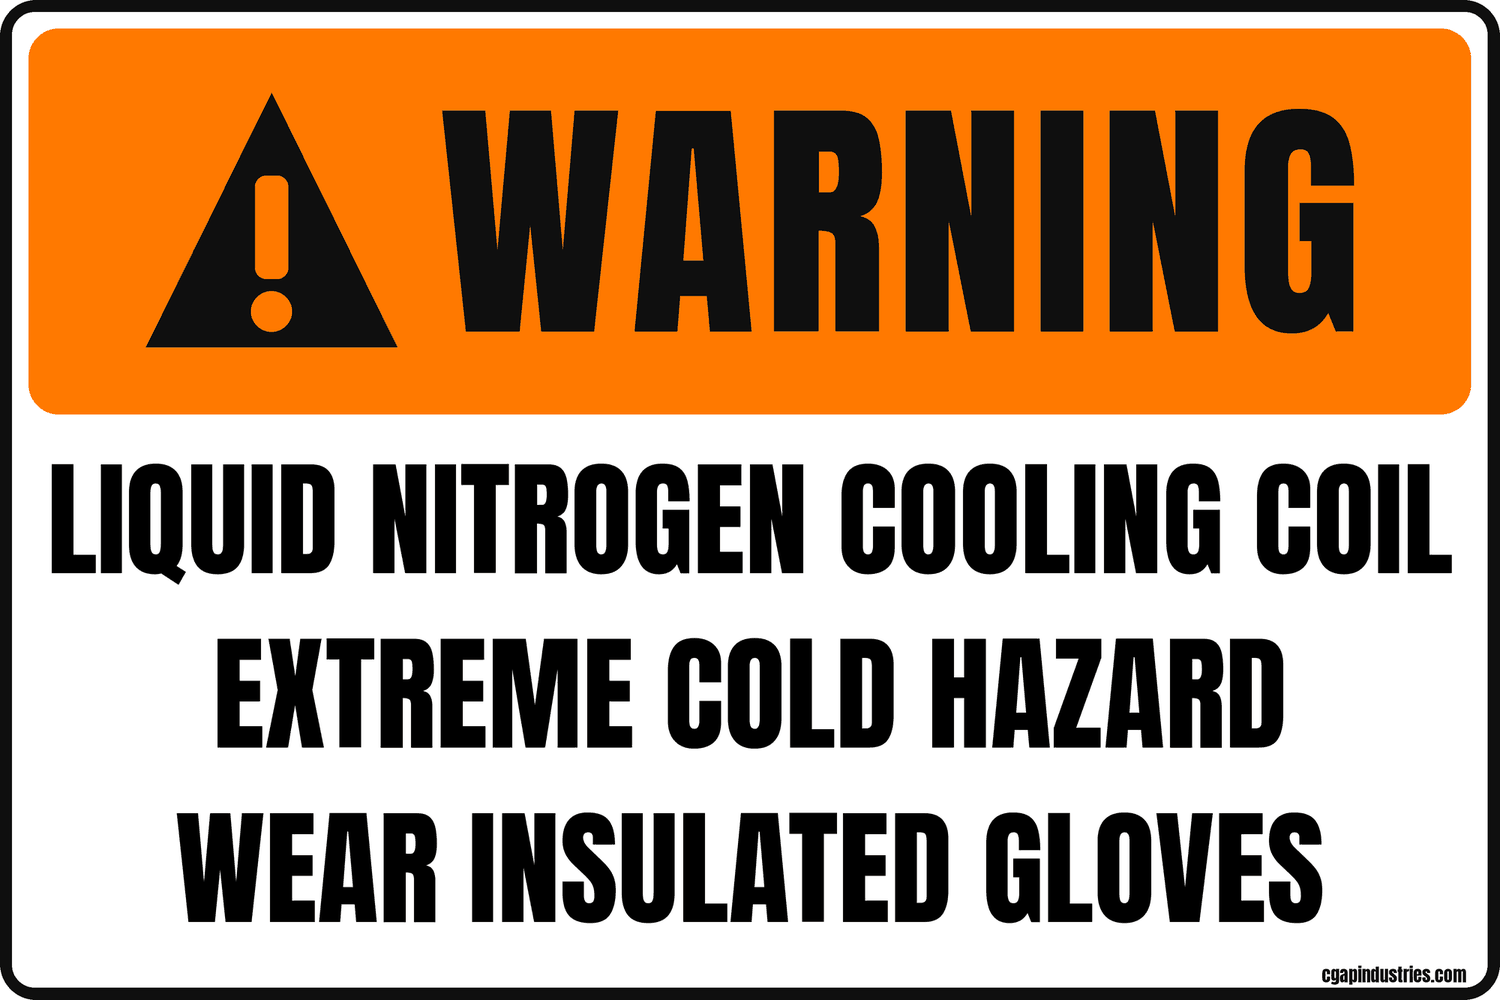 WARNING
LIQUID NITROGEN COOLING COIL
EXTREME COLD HAZARD
WEAR INSULATED GLOVES
cgapindustries.com